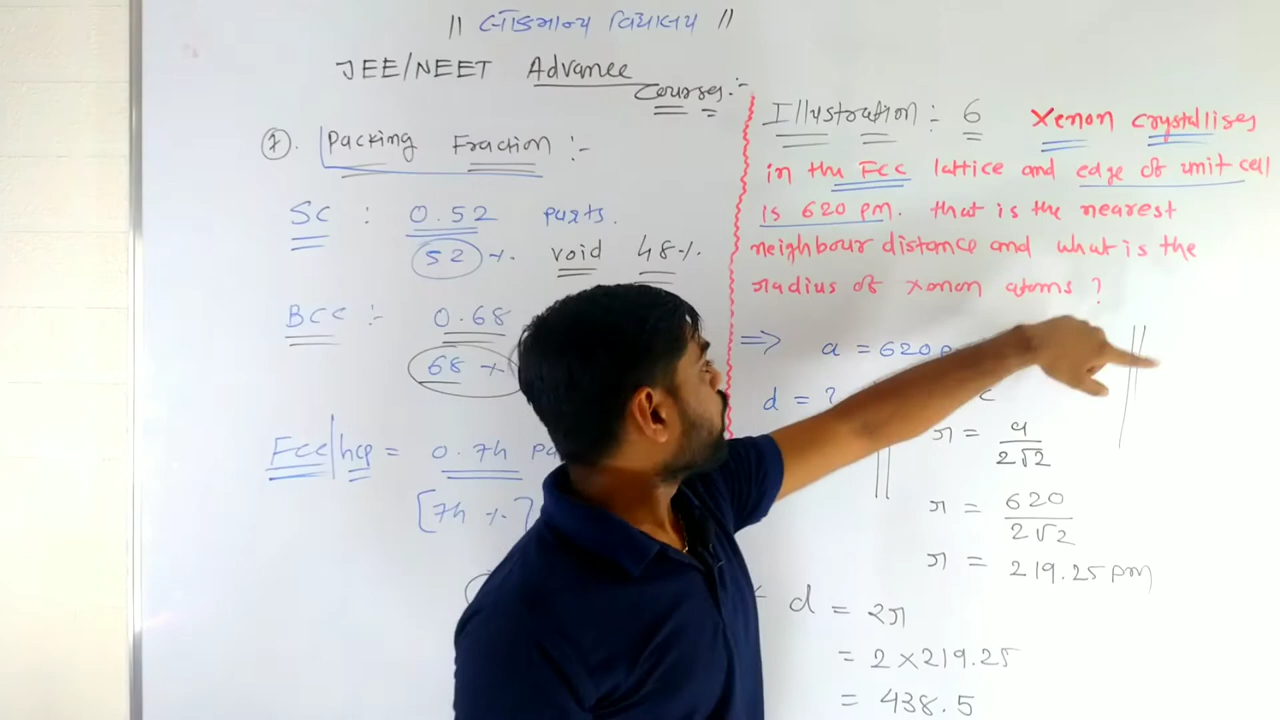 || લોકમાન્ય વિદ્યાલય ||
JEE/NEET Advance
Courses :-
7. Packing Fraction :-
SC : 0.52 parts.
52 %. void 48 %.
BCC :- 0.68
68 %
FCC/hcp = 0.74
[74 %]
Illustration :- 6 Xenon crystallises
in the FCC lattice and edge of unit cell
is 620 pm. that is the nearest
neighbour distance and what is the
radius of xenon atoms ?
⇒ a = 620
d = ?
r = a / 2√2
r = 620 / 2√2
r = 219.25 pm
d = 2r
= 2 × 219.25
= 438.5